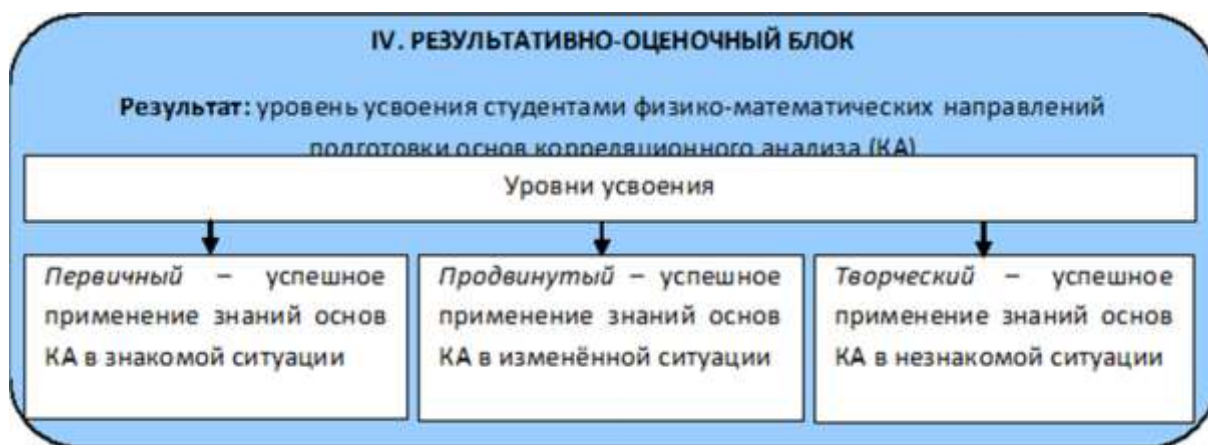 IV. РЕЗУЛЬТАТИВНО-ОЦЕНОЧНЫЙ БЛОК
Результат: уровень усвоения студентами физико-математических направлений
подготовки основ корреляционного анализа (КА)
Уровни усвоения
Первичный – успешное
применение знаний основ
КА в знакомой ситуации
Продвинутый – успешное
применение знаний основ
КА в изменённой ситуации
Творческий – успешное
применение знаний основ
КА в незнакомой ситуации